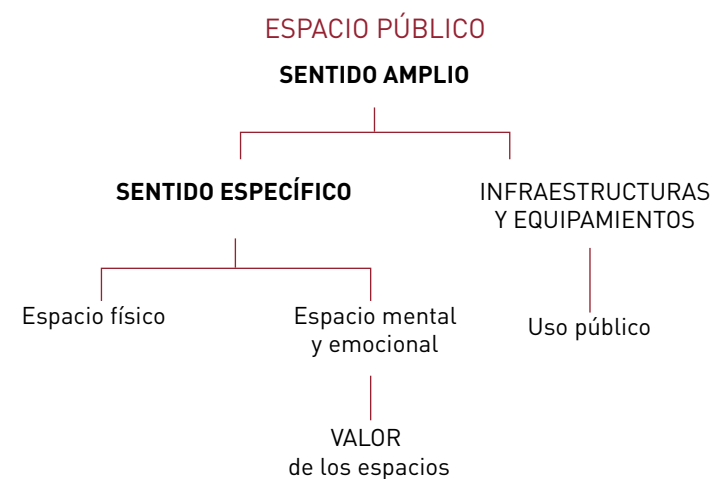 ESPACIO PÚBLICO
SENTIDO AMPLIO
SENTIDO ESPECÍFICO
INFRAESTRUCTURAS
Y EQUIPAMIENTOS
Espacio físico
Espacio mental
y emocional
Uso público
VALOR
de los espacios